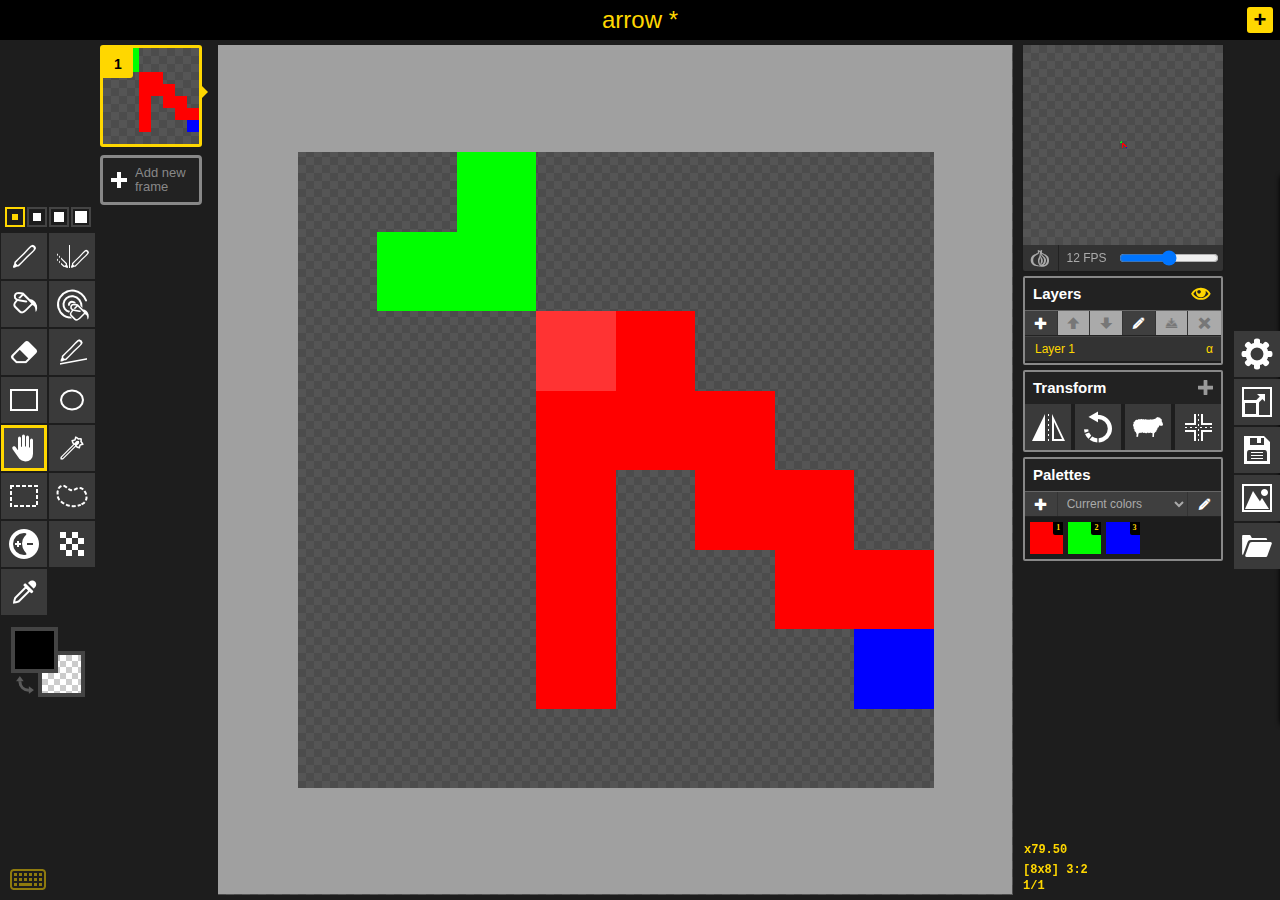 arrow *
+
1
Add new
frame
12 FPS
Layers
Layer 1
α
Transform
Palettes
Current colors
1
2
3
x79.50
[8x8] 3:2
1/1